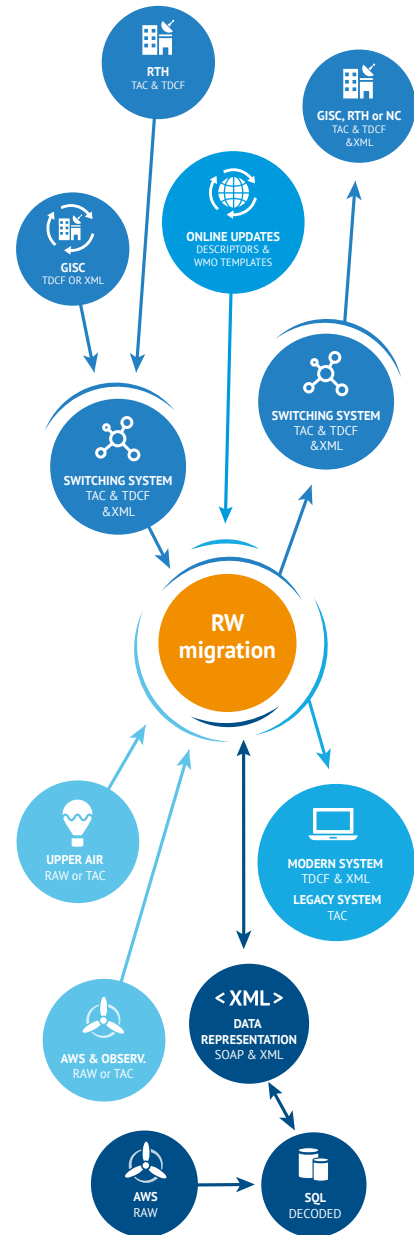 RTH
TAC & TDCF
GISC, RTH or NC
TAC & TDCF
&XML
ONLINE UPDATES
DESCRIPTORS &
WMO TEMPLATES
GISC
TDCF OR XML
SWITCHING SYSTEM
TAC & TDCF
&XML
SWITCHING SYSTEM
TAC & TDCF
&XML
RW
migration
UPPER AIR
RAW or TAC
MODERN SYSTEM
TDCF & XML
LEGACY SYSTEM
TAC
<XML>
DATA
REPRESENTATION
SOAP & XML
AWS & OBSERV.
RAW or TAC
AWS
RAW
SQL
DECODED